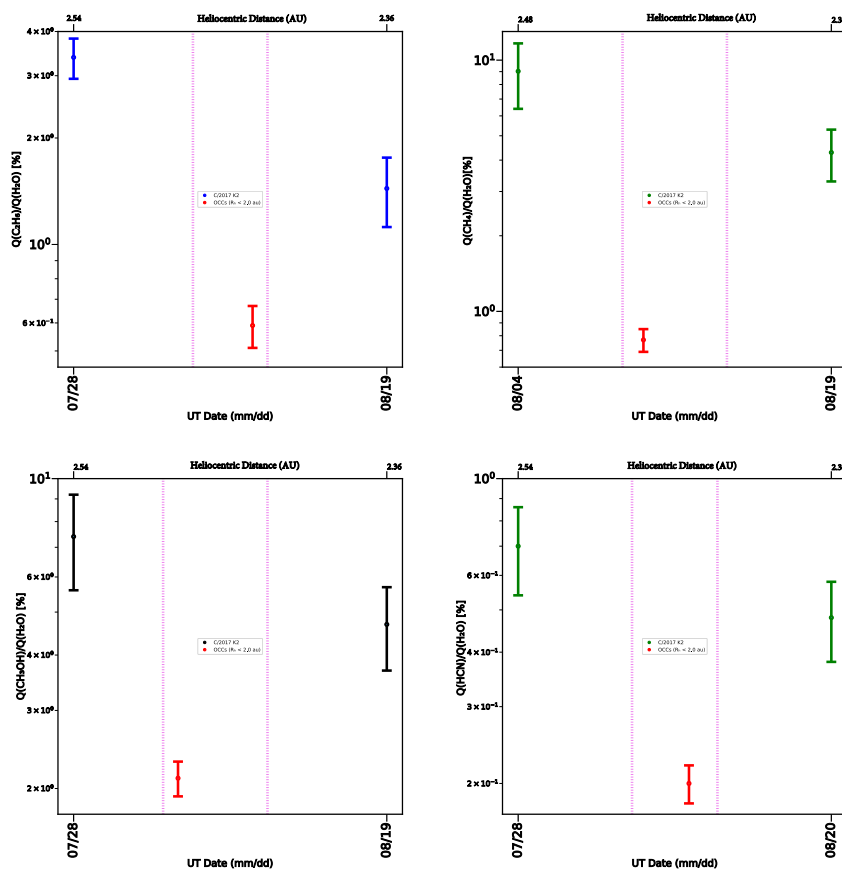 Heliocentric Distance (AU)
2.54
2.36
4 × 10⁰
3 × 10⁰
2 × 10⁰
10⁰
6 × 10⁻¹
Q(C₂H₆)/Q(H₂O) [%]
C/2017 K2
OCCs (Rₕ < 2.0 au)
07/28
08/19
UT Date (mm/dd)
Heliocentric Distance (AU)
2.48
2.3
10¹
10⁰
Q(CH₄)/Q(H₂O)[%]
C/2017 K2
OCCs (Rₕ < 2.0 au)
08/04
08/19
UT Date (mm/dd)
Heliocentric Distance (AU)
2.54
2.36
10¹
6 × 10⁰
4 × 10⁰
3 × 10⁰
2 × 10⁰
Q(CH₃OH)/Q(H₂O) [%]
C/2017 K2
OCCs (Rₕ < 2.0 au)
07/28
08/19
UT Date (mm/dd)
Heliocentric Distance (AU)
2.54
2.3
10⁰
6 × 10⁻¹
4 × 10⁻¹
3 × 10⁻¹
2 × 10⁻¹
Q(HCN)/Q(H₂O) [%]
C/2017 K2
OCCs (Rₕ < 2.0 au)
07/28
08/20
UT Date (mm/dd)